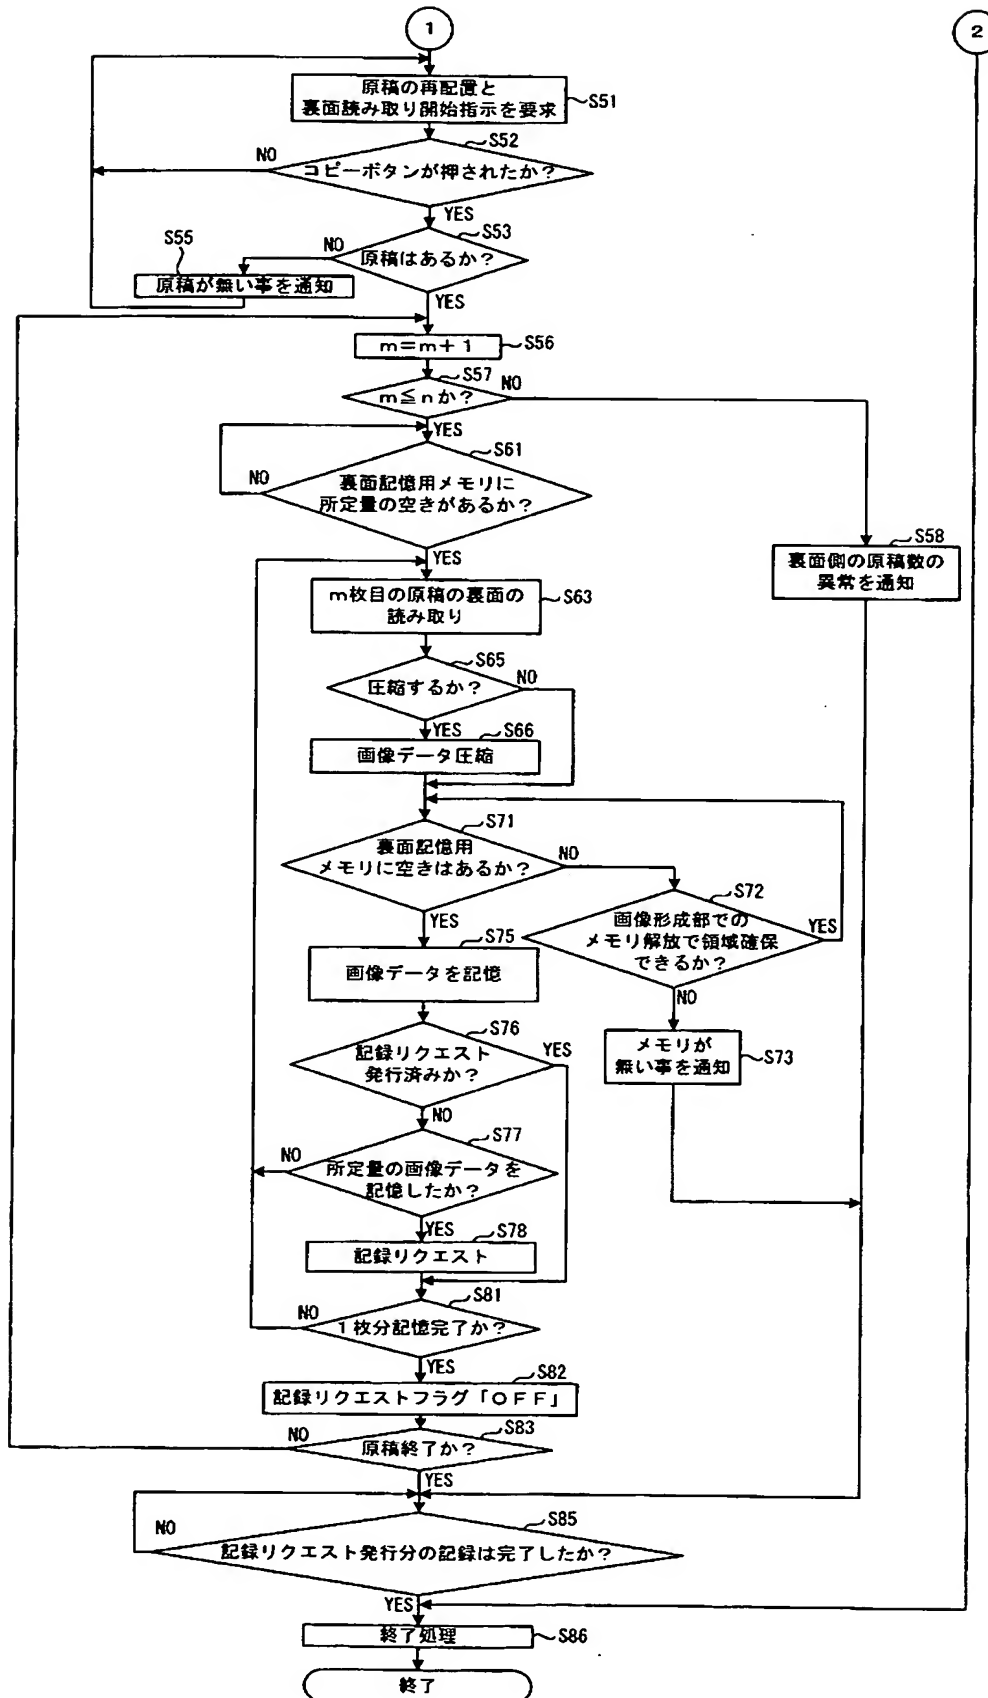 1
2
原稿の再配置と
裏面読み取り開始指示を要求
S51
S52
NO
コピーボタンが押されたか？
YES
S53
S55
NO
原稿はあるか？
原稿が無い事を通知
YES
m＝m＋1
S56
S57
NO
m≦nか？
YES
S61
NO
裏面記憶用メモリに
所定量の空きがあるか？
YES
S58
裏面側の原稿数の
異常を通知
m枚目の原稿の裏面の
読み取り
S63
S65
NO
圧縮するか？
YES
S66
画像データ圧縮
S71
裏面記憶用
メモリに空きはあるか？
NO
S72
画像形成部での
メモリ解放で領域確保
できるか？
YES
YES
S75
画像データを記憶
NO
S76
メモリが
無い事を通知
S73
記録リクエスト
発行済みか？
YES
NO
S77
NO
所定量の画像データを
記憶したか？
YES
S78
記録リクエスト
S81
NO
1枚分記憶完了か？
YES
S82
記録リクエストフラグ「OFF」
S83
NO
原稿終了か？
YES
S85
NO
記録リクエスト発行分の記録は完了したか？
YES
終了処理
S86
終了